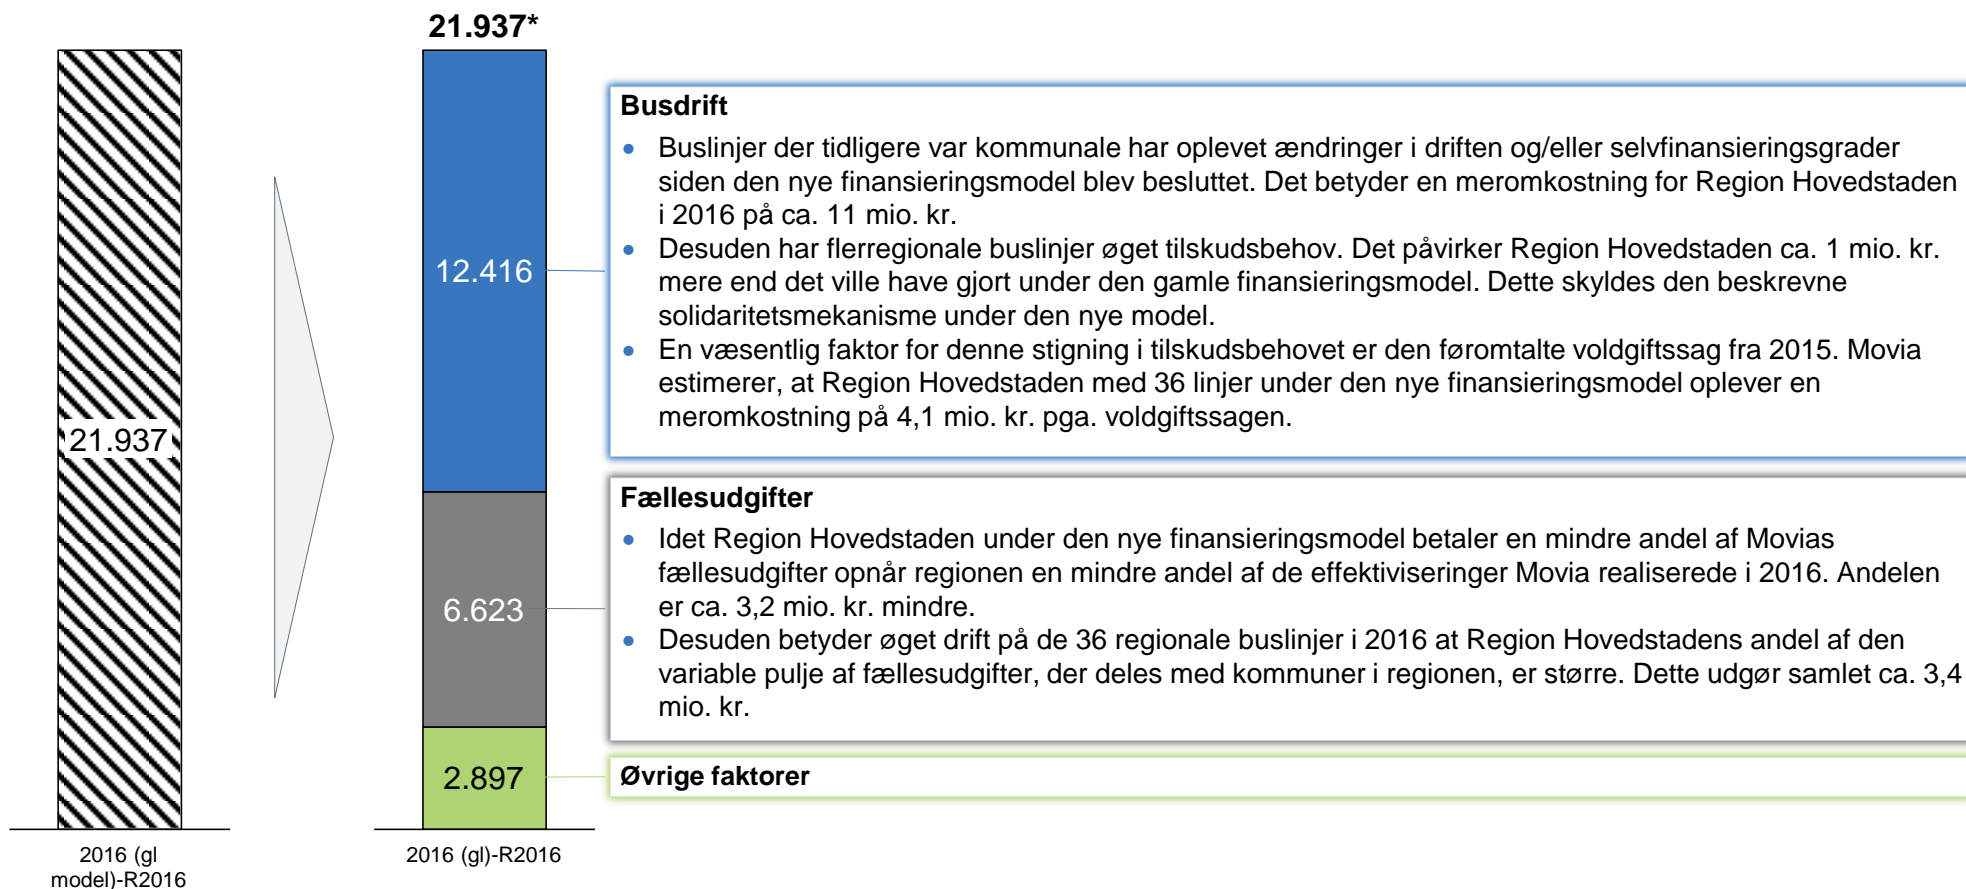 21.937*
21.937
12.416
6.623
2.897
2016 (gl
model)-R2016
2016 (gl)-R2016
Busdrift
Buslinjer der tidligere var kommunale har oplevet ændringer i driften og/eller selvfinansieringsgrader
siden den nye finansieringsmodel blev besluttet. Det betyder en meromkostning for Region Hovedstaden
i 2016 på ca. 11 mio. kr.
Desuden har flerregionale buslinjer øget tilskudsbehov. Det påvirker Region Hovedstaden ca. 1 mio. kr.
mere end det ville have gjort under den gamle finansieringsmodel. Dette skyldes den beskrevne
solidaritetsmekanisme under den nye model.
En væsentlig faktor for denne stigning i tilskudsbehovet er den føromtalte voldgiftssag fra 2015. Movia
estimerer, at Region Hovedstaden med 36 linjer under den nye finansieringsmodel oplever en
meromkostning på 4,1 mio. kr. pga. voldgiftssagen.
Fællesudgifter
Idet Region Hovedstaden under den nye finansieringsmodel betaler en mindre andel af Movias
fællesudgifter opnår regionen en mindre andel af de effektiviseringer Movia realiserede i 2016. Andelen
er ca. 3,2 mio. kr. mindre.
Desuden betyder øget drift på de 36 regionale buslinjer i 2016 at Region Hovedstadens andel af den
variable pulje af fællesudgifter, der deles med kommuner i regionen, er større. Dette udgør samlet ca. 3,4
mio. kr.
Øvrige faktorer